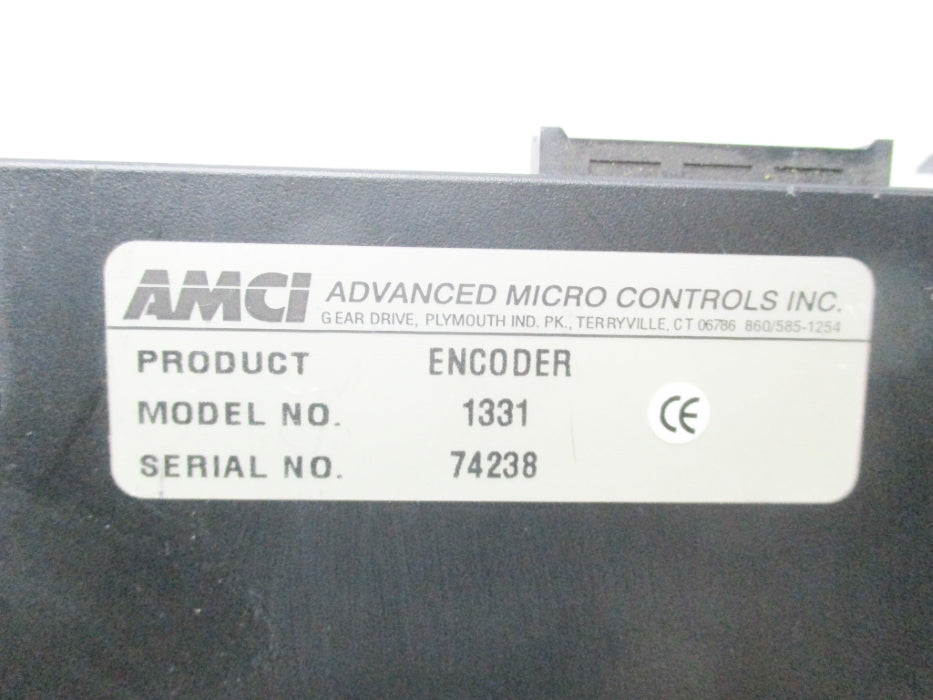 AMCI ADVANCED MICRO CONTROLS INC.
GEAR DRIVE, PLYMOUTH IND. PK., TERRYVILLE, CT 06786 860/585-1254
PRODUCT ENCODER
MODEL NO. 1331 CE
SERIAL NO. 74238